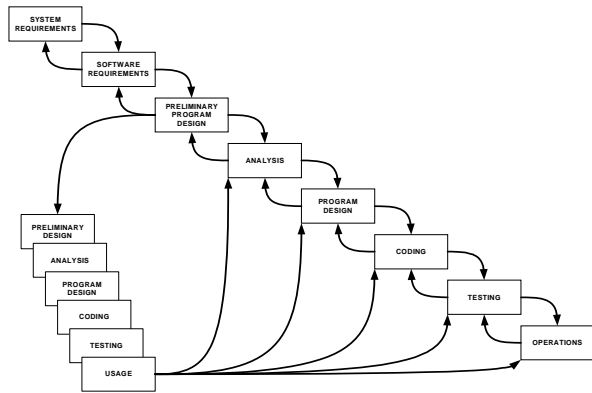 SYSTEM
REQUIREMENTS
SOFTWARE
REQUIREMENTS
PRELIMINARY
PROGRAM
DESIGN
ANALYSIS
PROGRAM
DESIGN
CODING
TESTING
OPERATIONS
PRELIMINARY
DESIGN
ANALYSIS
PROGRAM
DESIGN
CODING
TESTING
USAGE